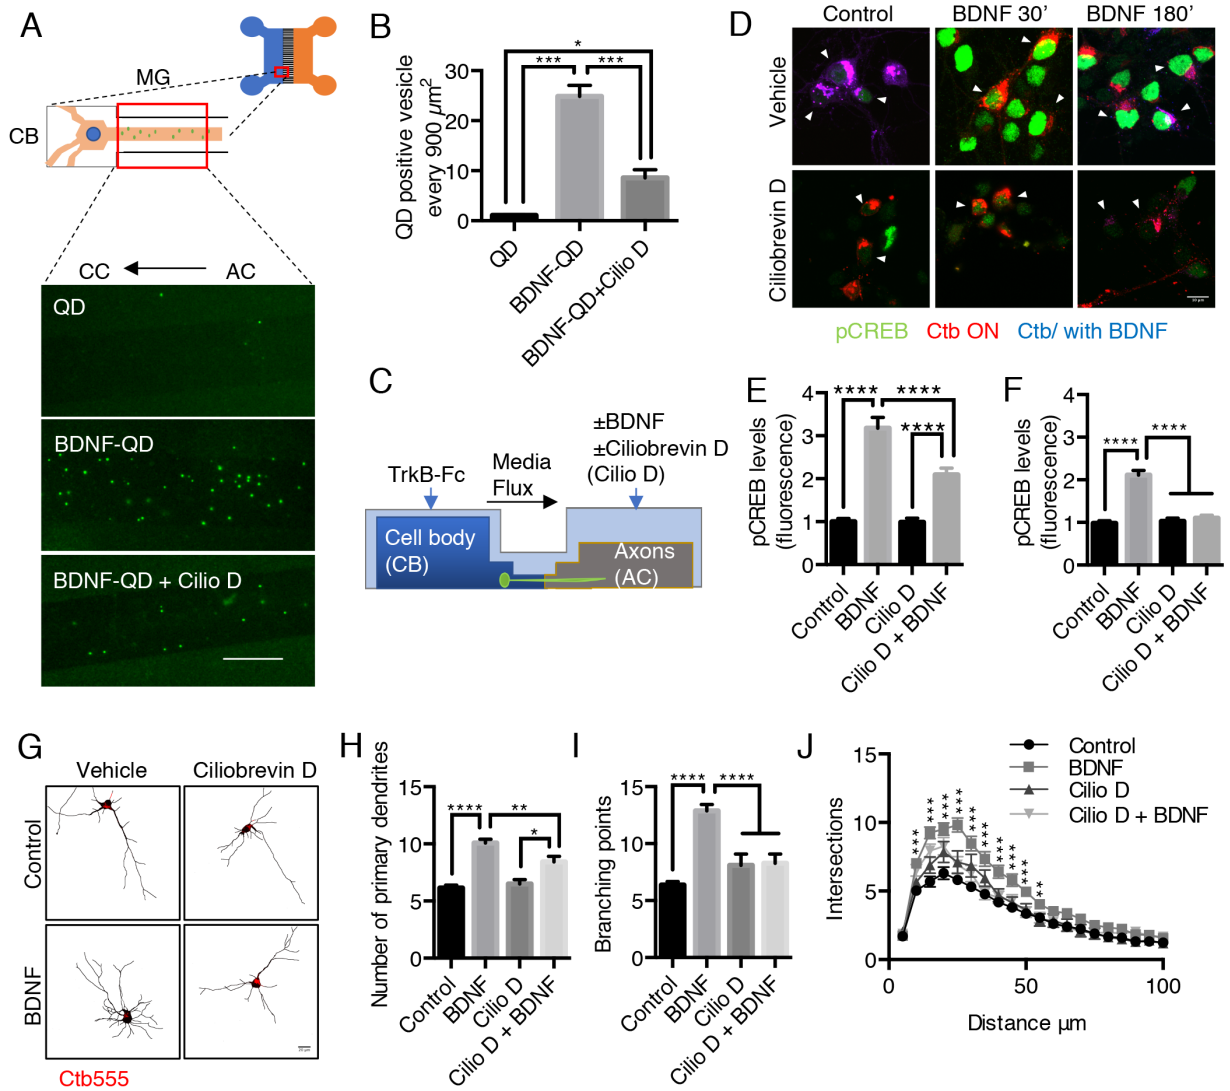 A
MG
CB
CC
AC
QD
BDNF-QD
BDNF-QD + Cilio D
B
QD positive vesicle
every 900 µm²
30
20
10
0
*
***
***
QD
BDNF-QD
BDNF-QD+Cilio D
C
TrkB-Fc
Media
Flux
±BDNF
±Ciliobrevin D
(Cilio D)
Cell body
(CB)
Axons
(AC)
D
Control
BDNF 30’
BDNF 180’
Vehicle
Ciliobrevin D
pCREB
Ctb ON
Ctb/ with BDNF
E
pCREB levels
(fluorescence)
4
3
2
1
0
****
****
****
Control
BDNF
Cilio D
Cilio D + BDNF
F
pCREB levels
(fluorescence)
4
3
2
1
0
****
****
Control
BDNF
Cilio D
Cilio D + BDNF
G
Vehicle
Ciliobrevin D
Control
BDNF
Ctb555
H
Number of primary dendrites
15
10
5
0
****
**
*
Control
BDNF
Cilio D
Cilio D + BDNF
I
Branching points
15
10
5
0
****
****
Control
BDNF
Cilio D
Cilio D + BDNF
J
Intersections
15
10
5
0
Control
BDNF
Cilio D
Cilio D + BDNF
***
***
***
***
***
***
***
***
***
**
0
50
100
Distance µm